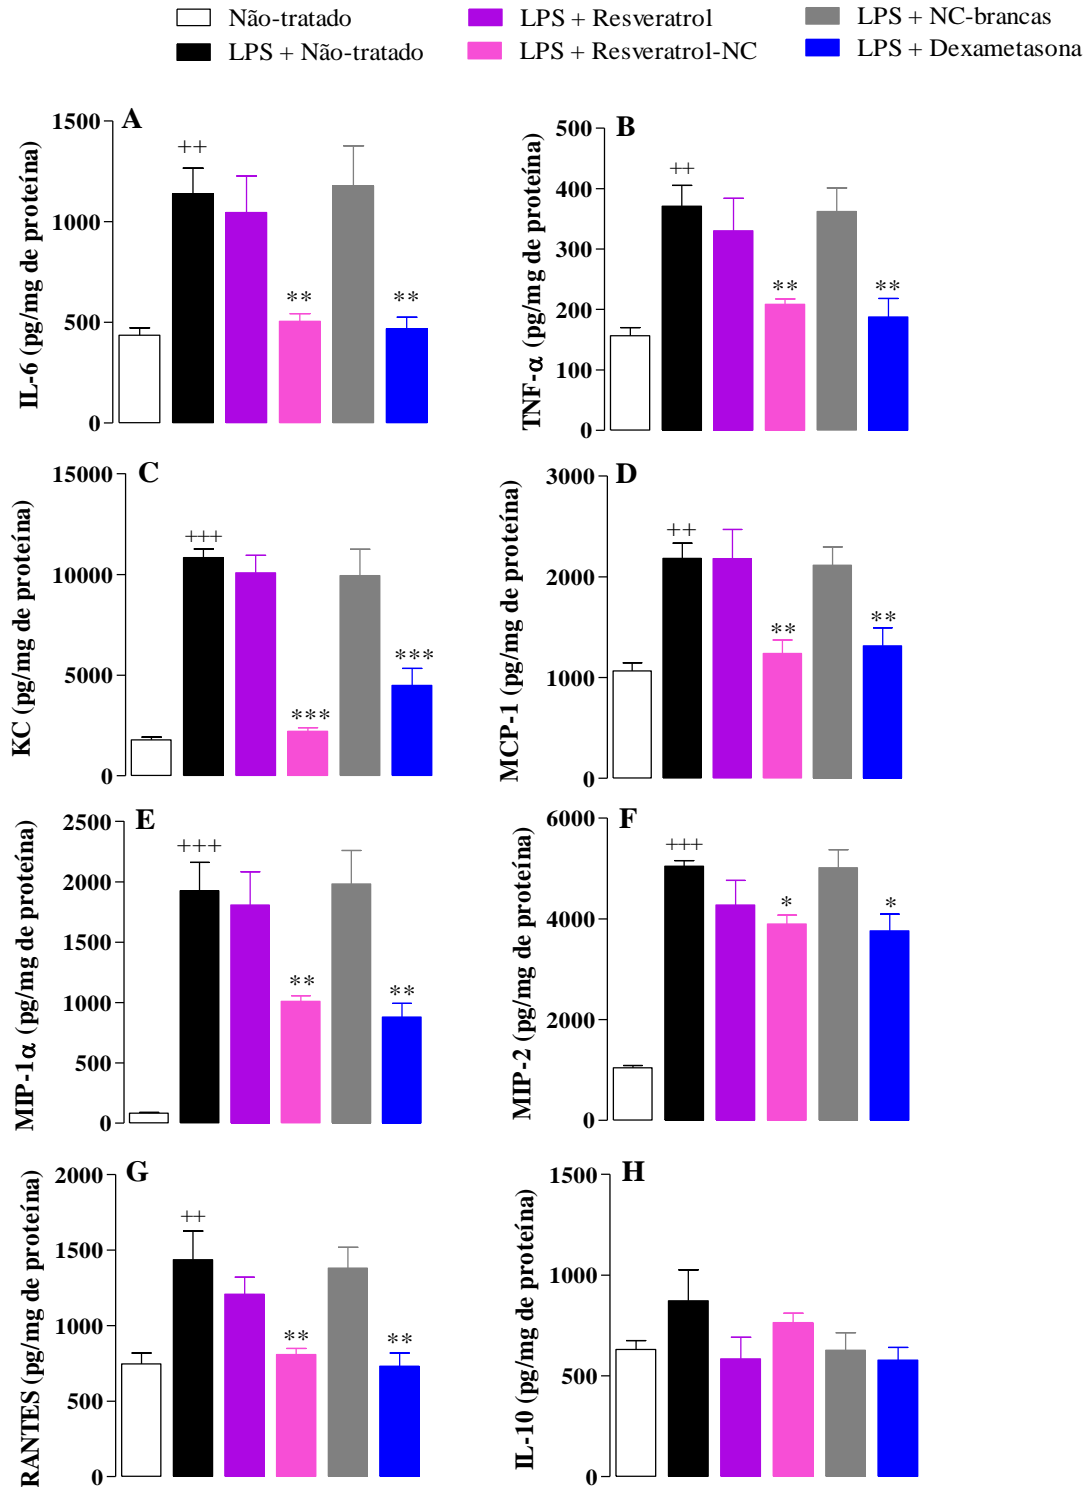 Não-tratado
LPS + Resveratrol
LPS + NC-brancas
LPS + Não-tratado
LPS + Resveratrol-NC
LPS + Dexametasona
A
IL-6 (pg/mg de proteína)
1500
1000
500
0
++
**
**
B
TNF-α (pg/mg de proteína)
500
400
300
200
100
0
++
**
**
C
KC (pg/mg de proteína)
15000
10000
5000
0
+++
***
***
D
MCP-1 (pg/mg de proteína)
3000
2000
1000
0
++
**
**
E
MIP-1α (pg/mg de proteína)
2500
2000
1500
1000
500
0
+++
**
**
F
MIP-2 (pg/mg de proteína)
6000
4000
2000
0
+++
*
*
G
RANTES (pg/mg de proteína)
2000
1500
1000
500
0
++
**
**
H
IL-10 (pg/mg de proteína)
1500
1000
500
0